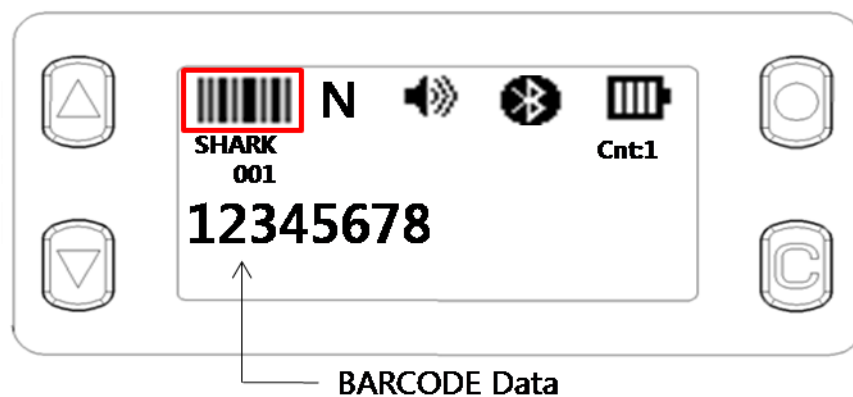 N
SHARK
001
Cnt:1
12345678
C
BARCODE Data